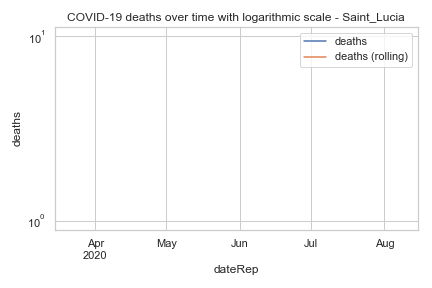 COVID-19 deaths over time with logarithmic scale - Saint_Lucia
deaths
deaths (rolling)
10¹
deaths
10⁰
Apr May Jun Jul Aug
2020
dateRep